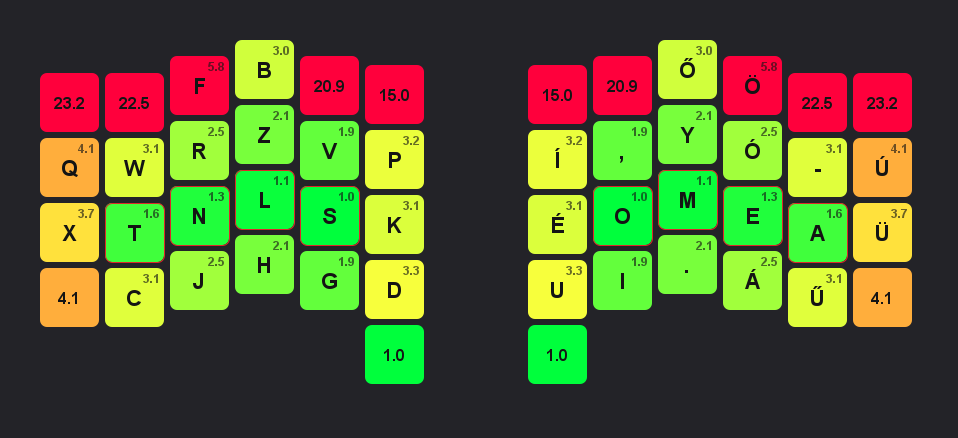 23.2 22.5 5.8 F 3.0 B 20.9 15.0 15.0 20.9 3.0 Ő 5.8 Ö 22.5 23.2
4.1 Q 3.1 W 2.5 R 2.1 Z 1.9 V 3.2 P 3.2 Í 1.9 , 2.1 Y 2.5 Ó 3.1 - 4.1 Ú
3.7 X 1.6 T 1.3 N 1.1 L 1.0 S 3.1 K 3.1 É 1.0 O 1.1 M 1.3 E 1.6 A 3.7 Ü
4.1 3.1 C 2.5 J 2.1 H 1.9 G 3.3 D 3.3 U 1.9 I 2.1 . 2.5 Á 3.1 Ű 4.1
1.0 1.0